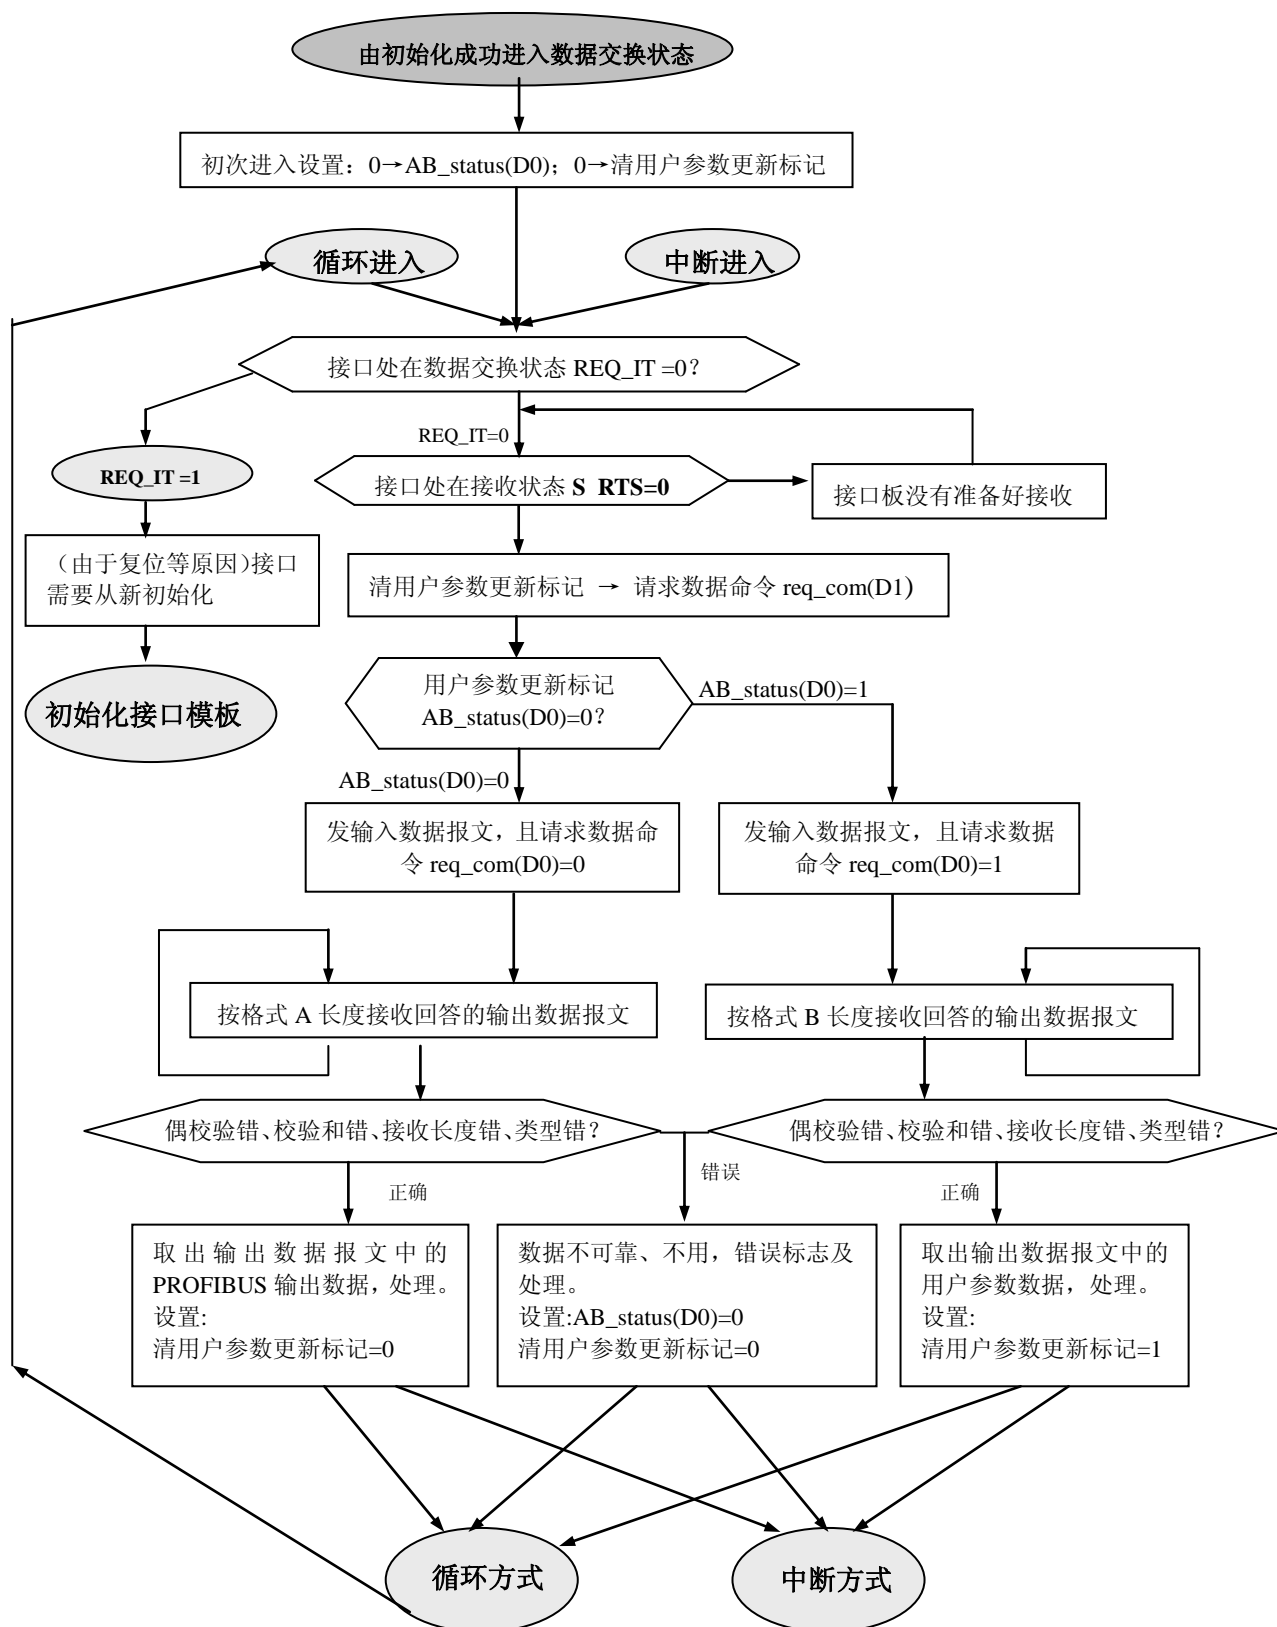 由初始化成功进入数据交换状态
初次进入设置：0→AB_status(D0)；0→清用户参数更新标记
循环进入
中断进入
接口处在数据交换状态 REQ_IT =0？
REQ_IT=0
REQ_IT =1
接口处在接收状态 S RTS=0
接口板没有准备好接收
（由于复位等原因）接口
需要从新初始化
清用户参数更新标记 → 请求数据命令 req_com(D1)
初始化接口模板
用户参数更新标记
AB_status(D0)=0？
AB_status(D0)=1
AB_status(D0)=0
发输入数据报文，且请求数据命
令 req_com(D0)=0
发输入数据报文，且请求数据
命令 req_com(D0)=1
按格式 A 长度接收回答的输出数据报文
按格式 B 长度接收回答的输出数据报文
偶校验错、校验和错、接收长度错、类型错？
偶校验错、校验和错、接收长度错、类型错？
正确
错误
正确
取出输出数据报文中的
PROFIBUS 输出数据，处理。
设置:
清用户参数更新标记=0
数据不可靠、不用，错误标志及
处理。
设置:AB_status(D0)=0
清用户参数更新标记=0
取出输出数据报文中的
用户参数数据，处理。
设置:
清用户参数更新标记=1
循环方式
中断方式